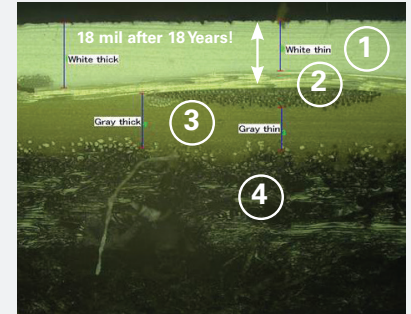 18 mil after 18 Years!
White thick
White thin
1
2
Gray thick
3
Gray thin
4